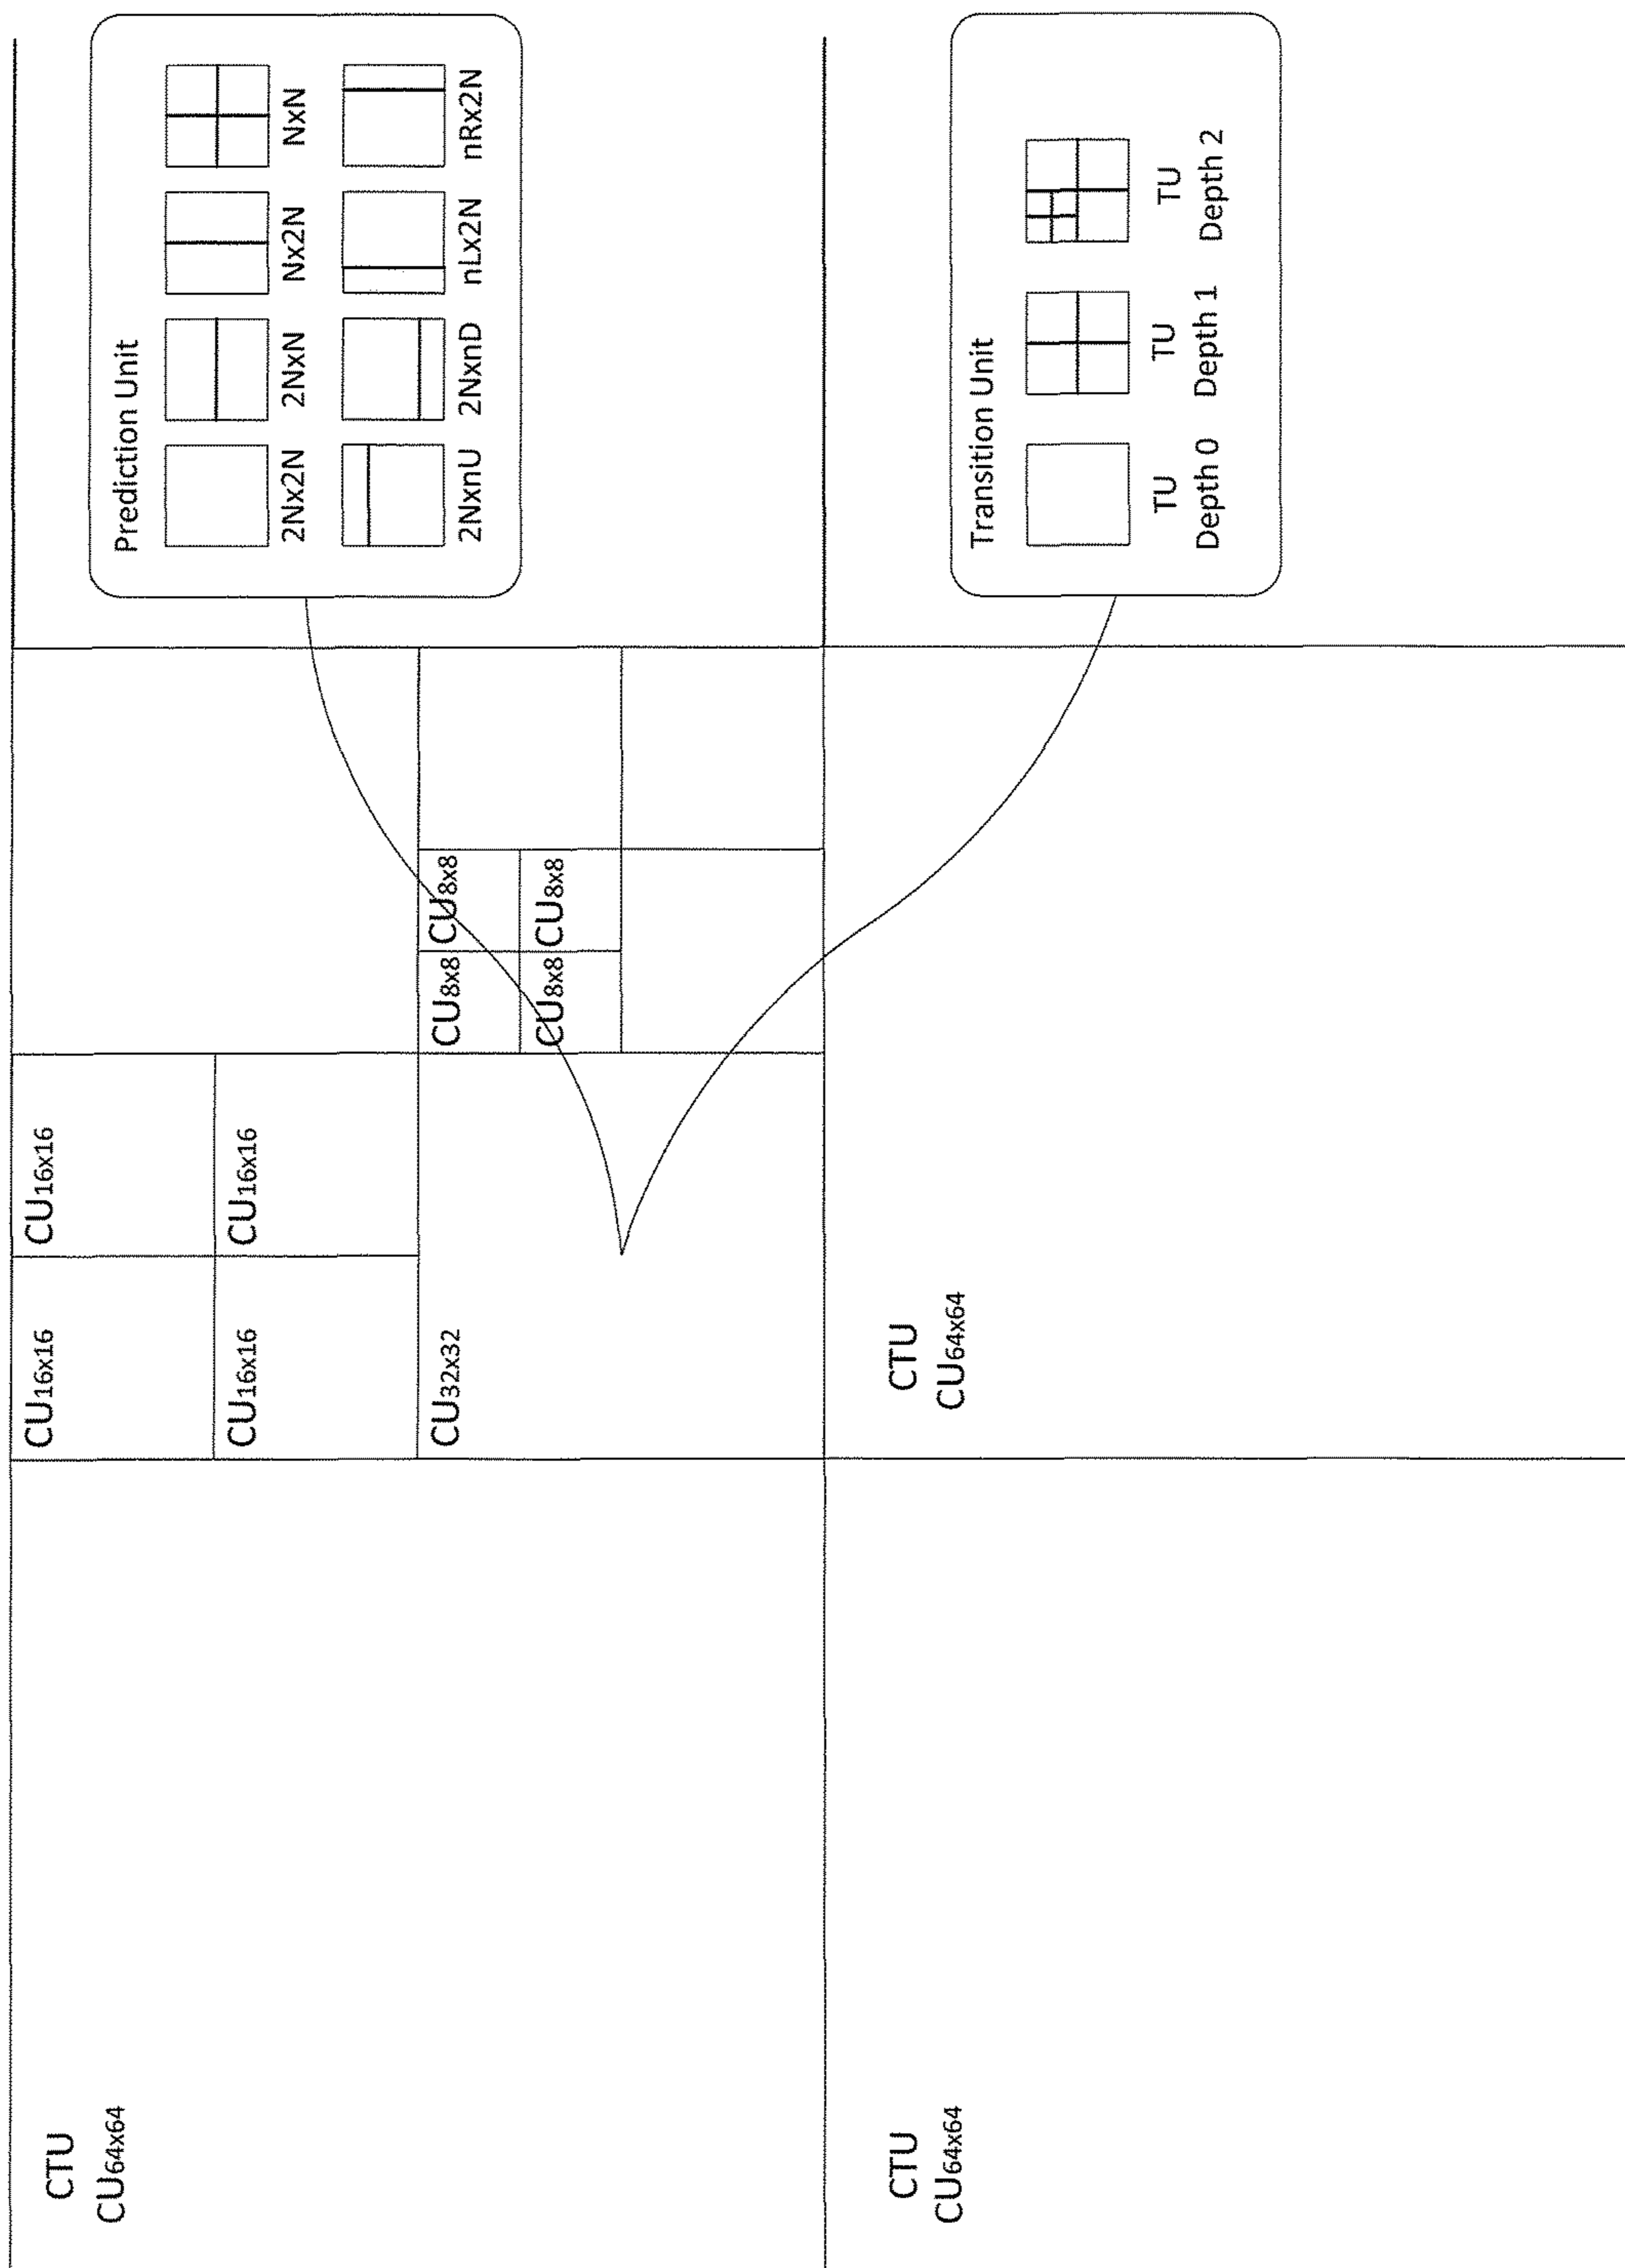 CTU
CU64x64
CU16x16
CU16x16
CU16x16
CU16x16
CU32x32
CU8x8
CU8x8
CU8x8
CU8x8
Prediction Unit
2Nx2N 2NxN Nx2N NxN
2NxnU 2NxnD nLx2N nRx2N
CTU
CU64x64
CTU
CU64x64
Transition Unit
TU TU TU
Depth 0 Depth 1 Depth 2